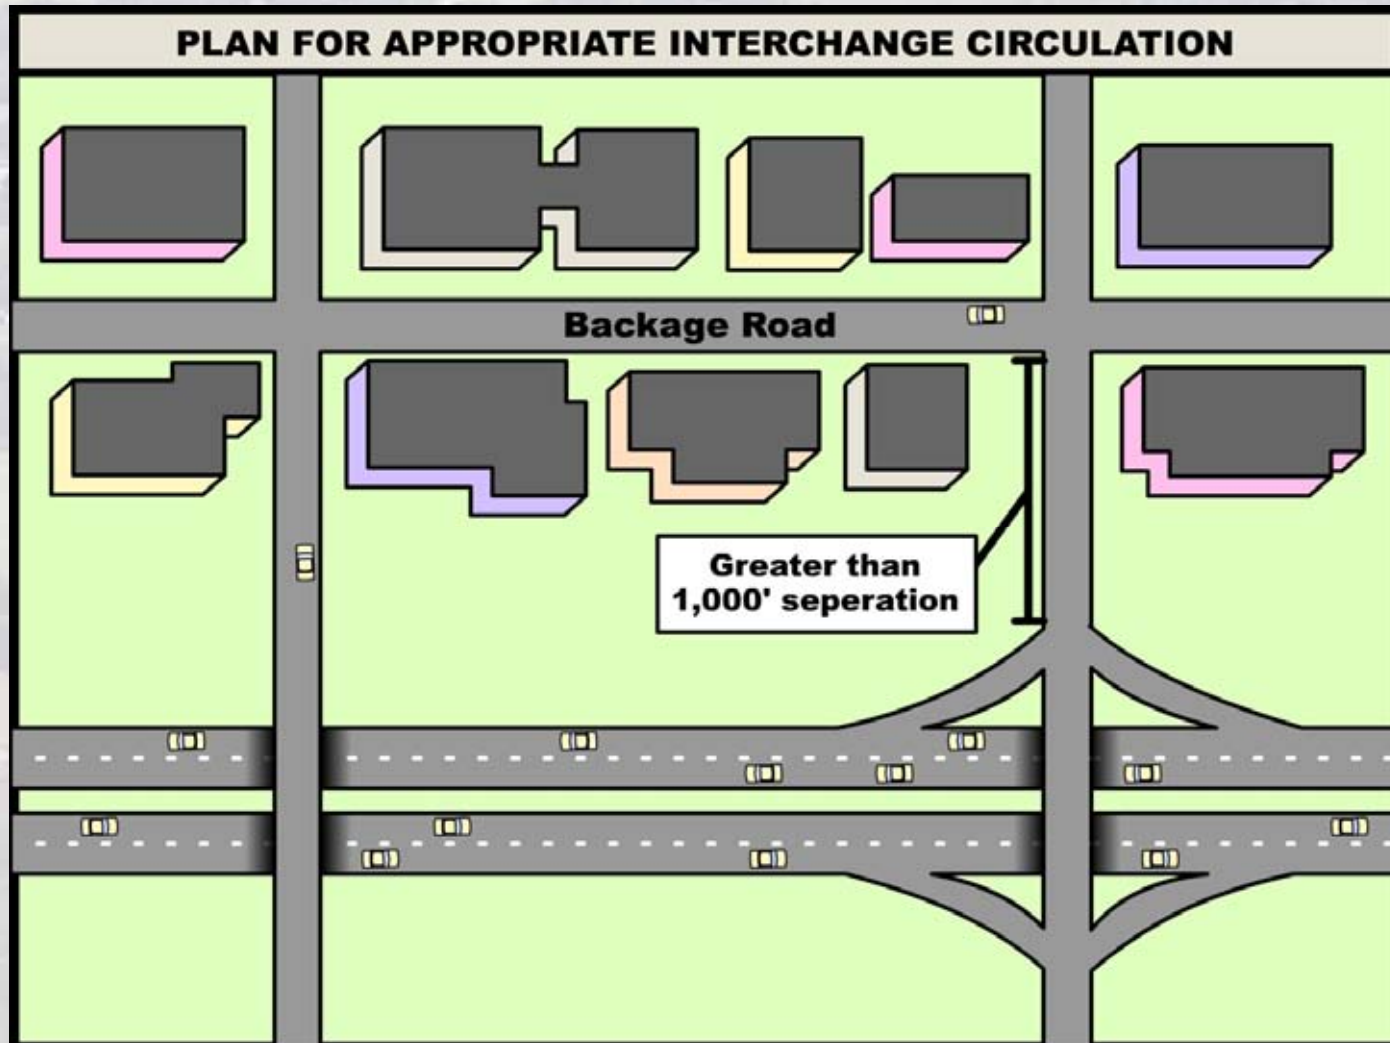 PLAN FOR APPROPRIATE INTERCHANGE CIRCULATION
Backage Road
Greater than
1,000' seperation